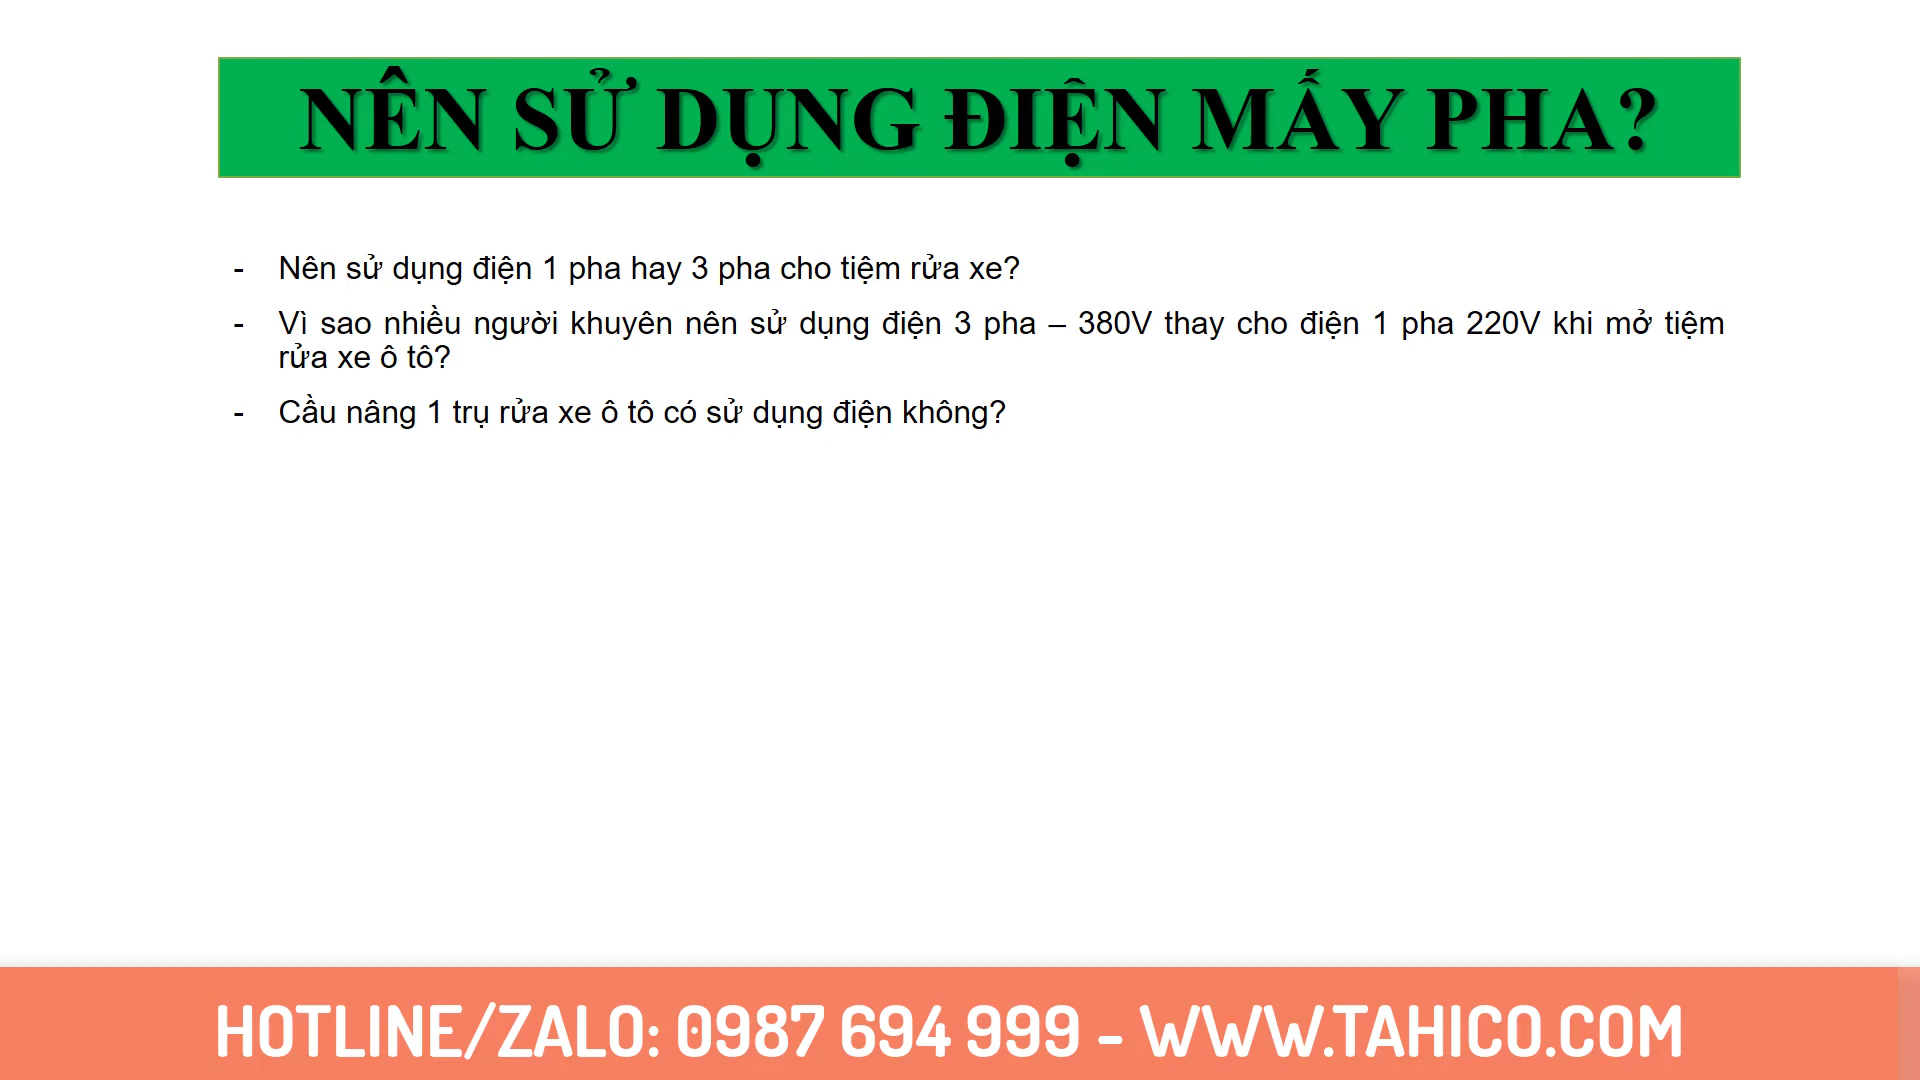 NÊN SỬ DỤNG ĐIỆN MẤY PHA?
- Nên sử dụng điện 1 pha hay 3 pha cho tiệm rửa xe?
- Vì sao nhiều người khuyên nên sử dụng điện 3 pha – 380V thay cho điện 1 pha 220V khi mở tiệm
rửa xe ô tô?
- Cầu nâng 1 trụ rửa xe ô tô có sử dụng điện không?
HOTLINE/ZALO: 0987 694 999 - WWW.TAHICO.COM